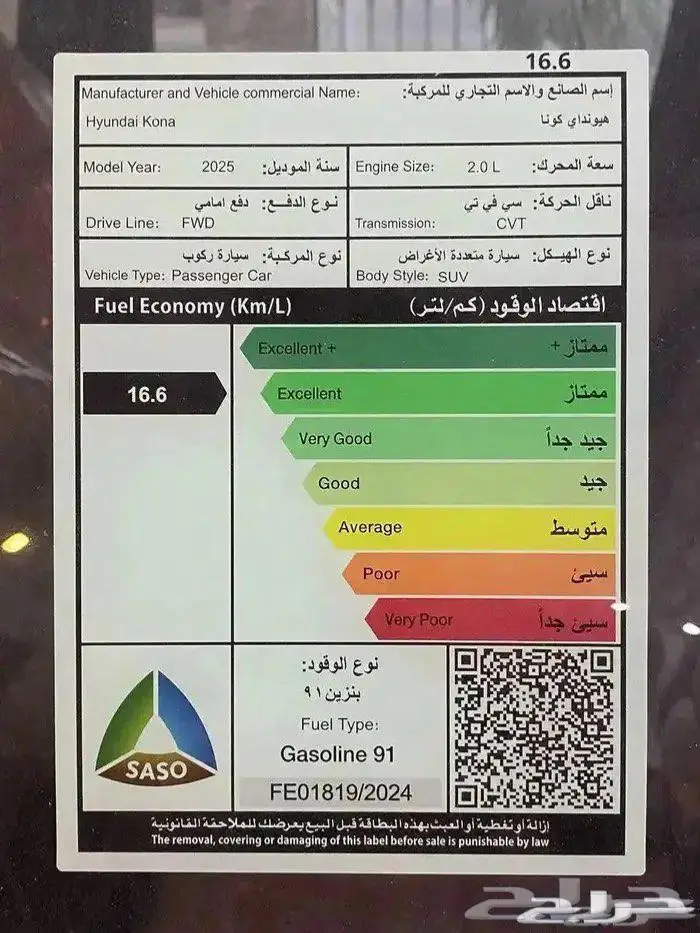 16.6
Manufacturer and Vehicle commercial Name: إسم الصانع والاسم التجاري للمركبة:
Hyundai Kona هيونداي كونا
Model Year: 2025 سنة الموديل:
Engine Size: 2.0 L سعة المحرك:
نوع الدفـــع: دفع امامي
Drive Line: FWD
ناقل الحركة: سي في تي
Transmission: CVT
نوع المركبة: سيارة ركوب
Vehicle Type: Passenger Car
نوع الهيـكل: سيارة متعددة الأغراض
Body Style: SUV
Fuel Economy (Km/L) اقتصاد الوقود (كم/لتر)
Excellent + ممتاز +
16.6
Excellent ممتاز
Very Good جيد جداً
Good جيد
Average متوسط
Poor سيئ
Very Poor سيئ جداً
SASO
نوع الوقود:
بنزين ٩١
Fuel Type:
Gasoline 91
FE01819/2024
إزالة أو تغطية أو العبث بهذه البطاقة قبل البيع يعرضك للملاحقة القانونية
The removal, covering or damaging of this label before sale is punishable by law
حراج